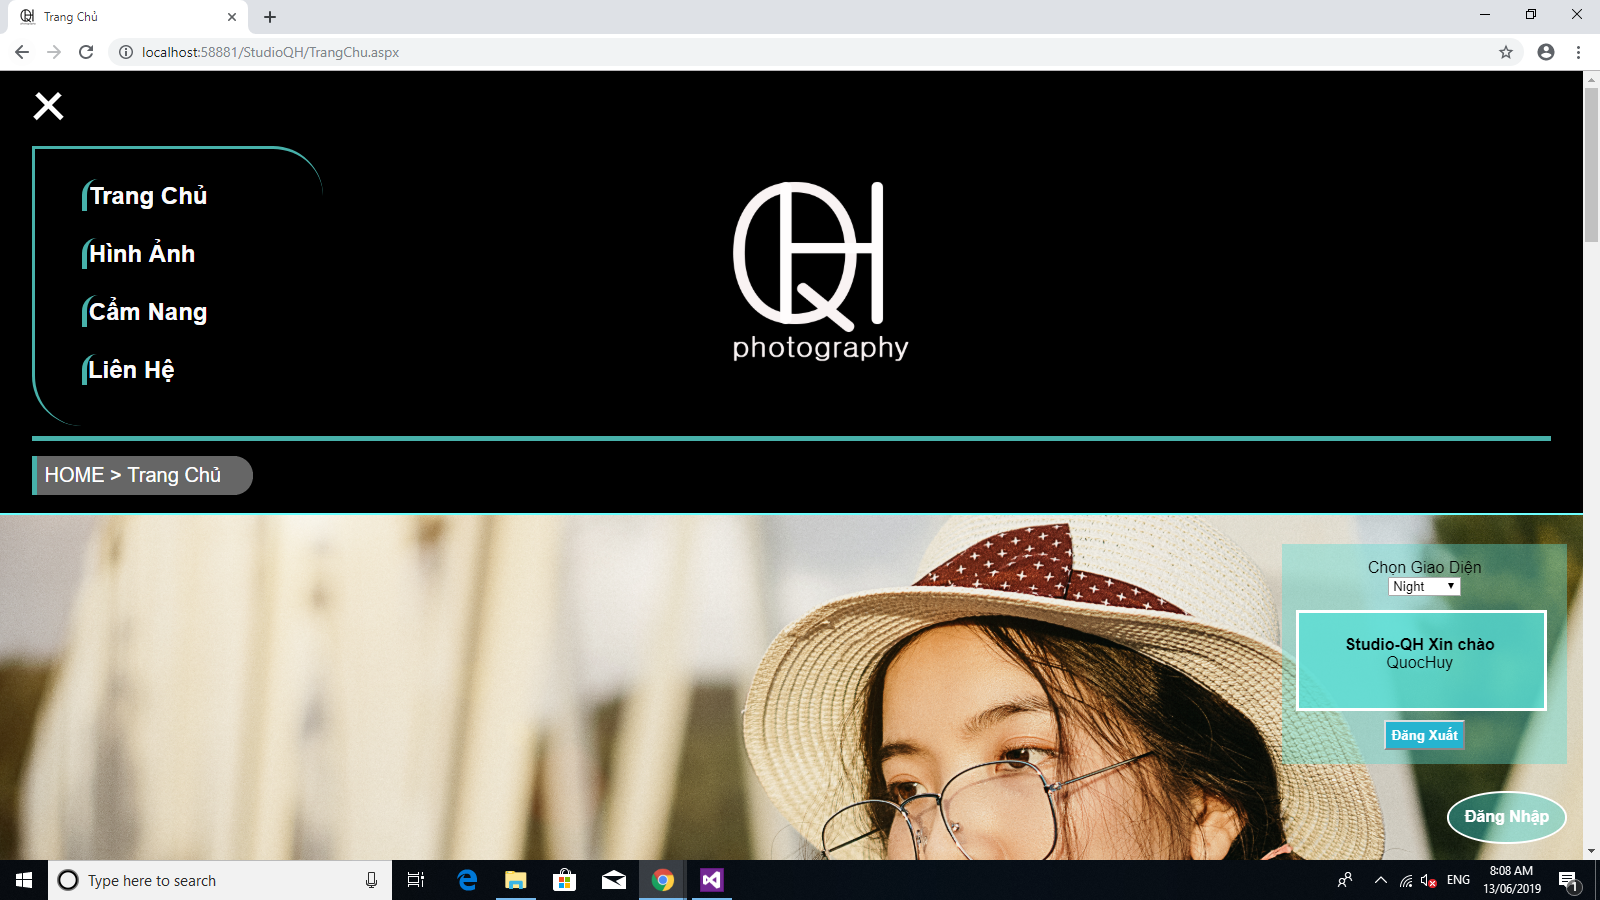 Trang Chủ
localhost:58881/StudioQH/TrangChu.aspx
Trang Chủ
Hình Ảnh
Cẩm Nang
Liên Hệ
QH
photography
HOME > Trang Chủ
Chọn Giao Diện
Night
Studio-QH Xin chào
QuocHuy
Đăng Xuất
Đăng Nhập
Type here to search
ENG
8:08 AM
13/06/2019
1